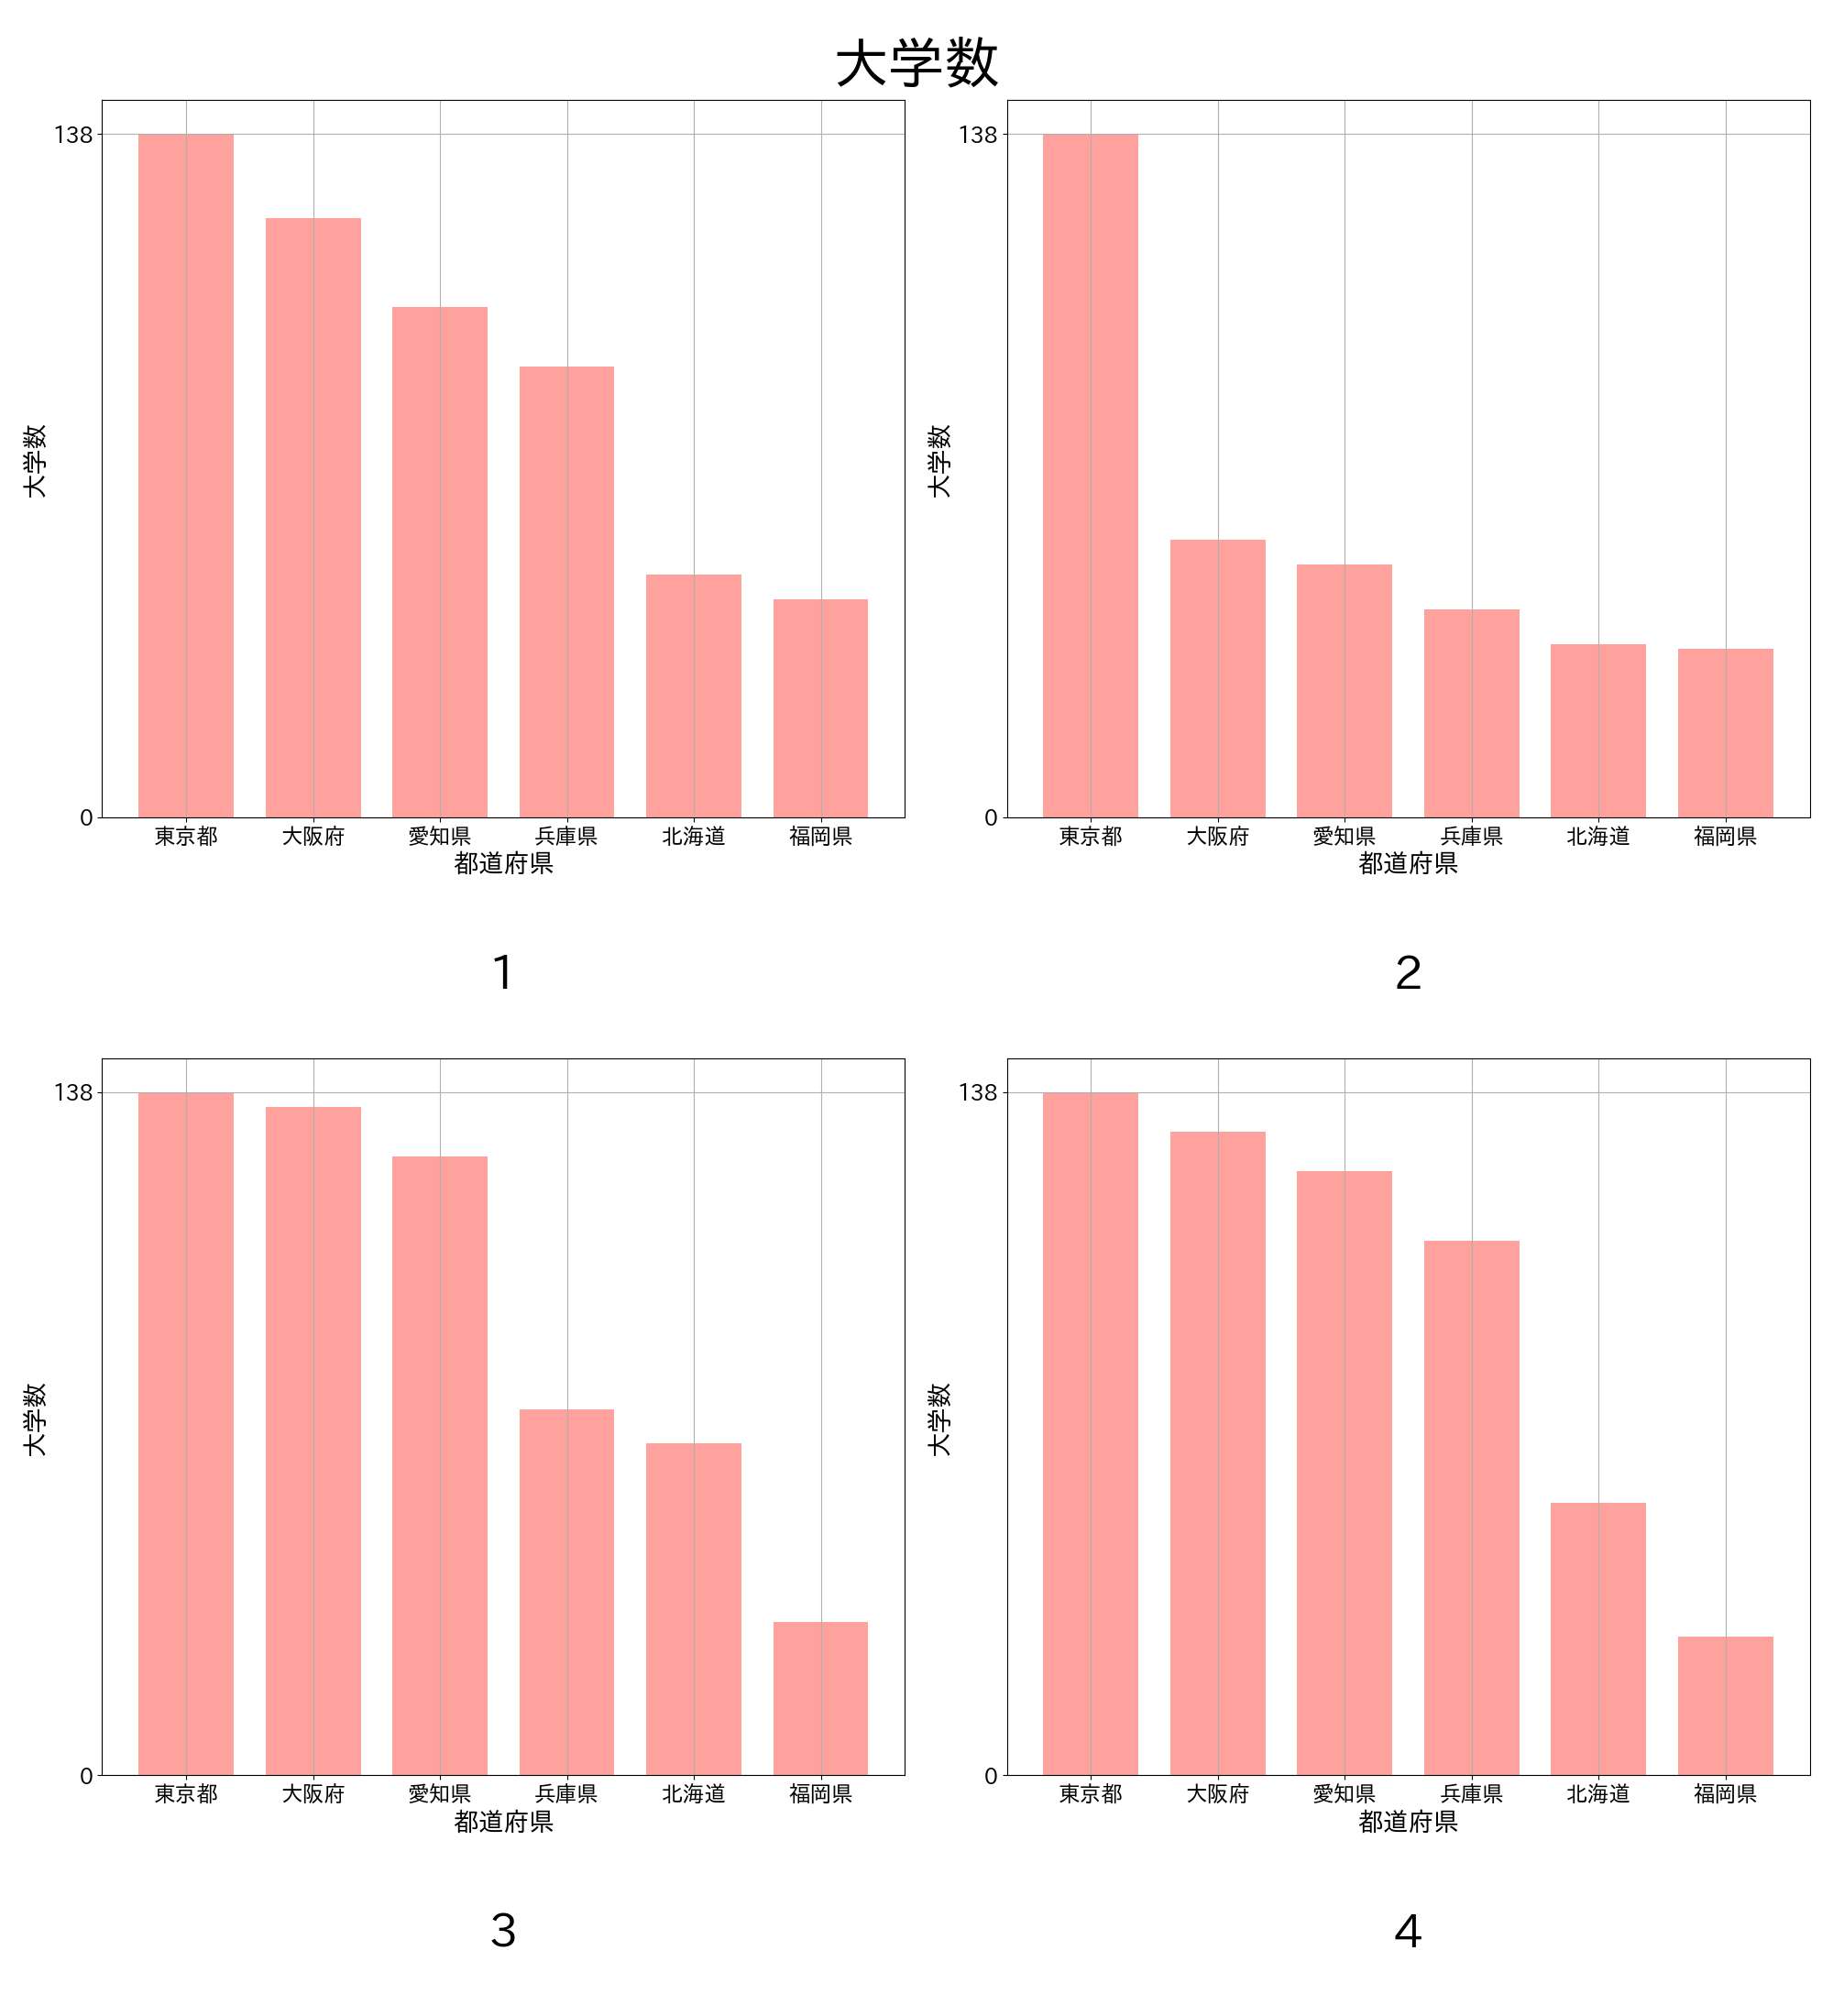 大学数
138
0
大学数
東京都 大阪府 愛知県 兵庫県 北海道 福岡県
都道府県
1
138
0
大学数
東京都 大阪府 愛知県 兵庫県 北海道 福岡県
都道府県
2
138
0
大学数
東京都 大阪府 愛知県 兵庫県 北海道 福岡県
都道府県
3
138
0
大学数
東京都 大阪府 愛知県 兵庫県 北海道 福岡県
都道府県
4